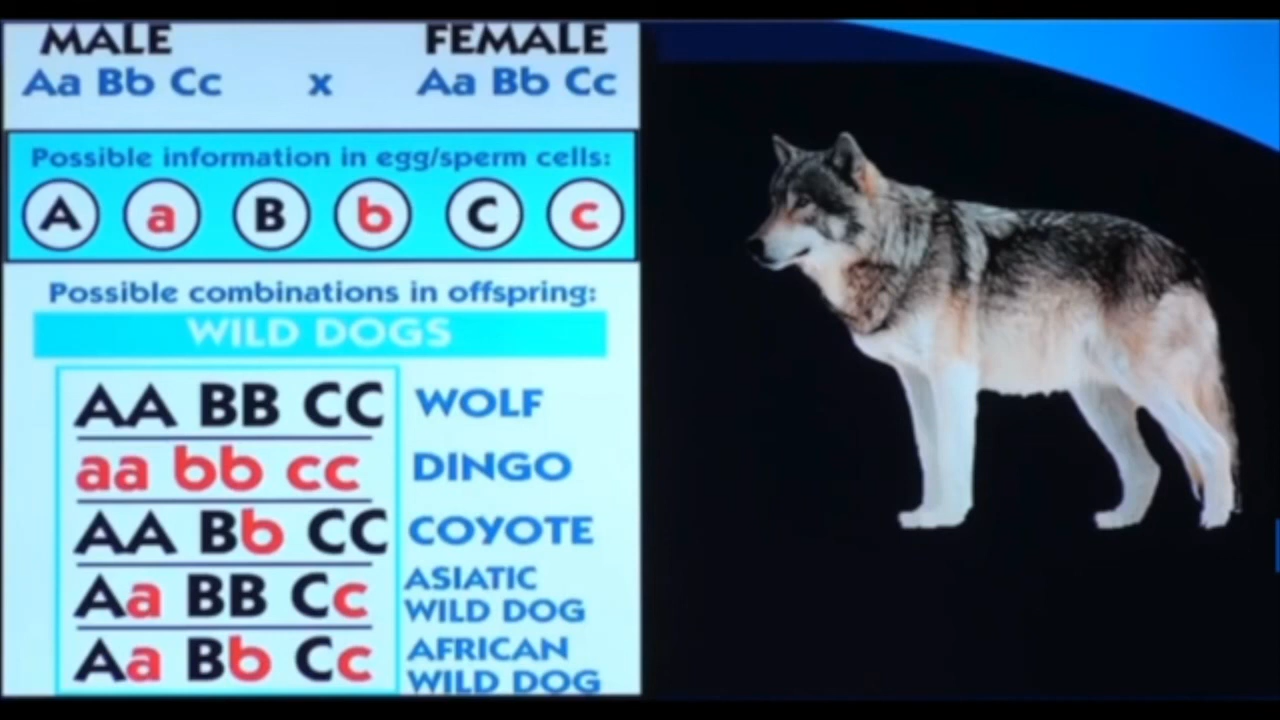 MALE FEMALE
Aa Bb Cc x Aa Bb Cc
Possible information in egg/sperm cells:
A a B b C c
Possible combinations in offspring:
WILD DOGS
AA BB CC WOLF
aa bb cc DINGO
AA Bb CC COYOTE
Aa BB Cc ASIATIC WILD DOG
Aa Bb Cc AFRICAN WILD DOG